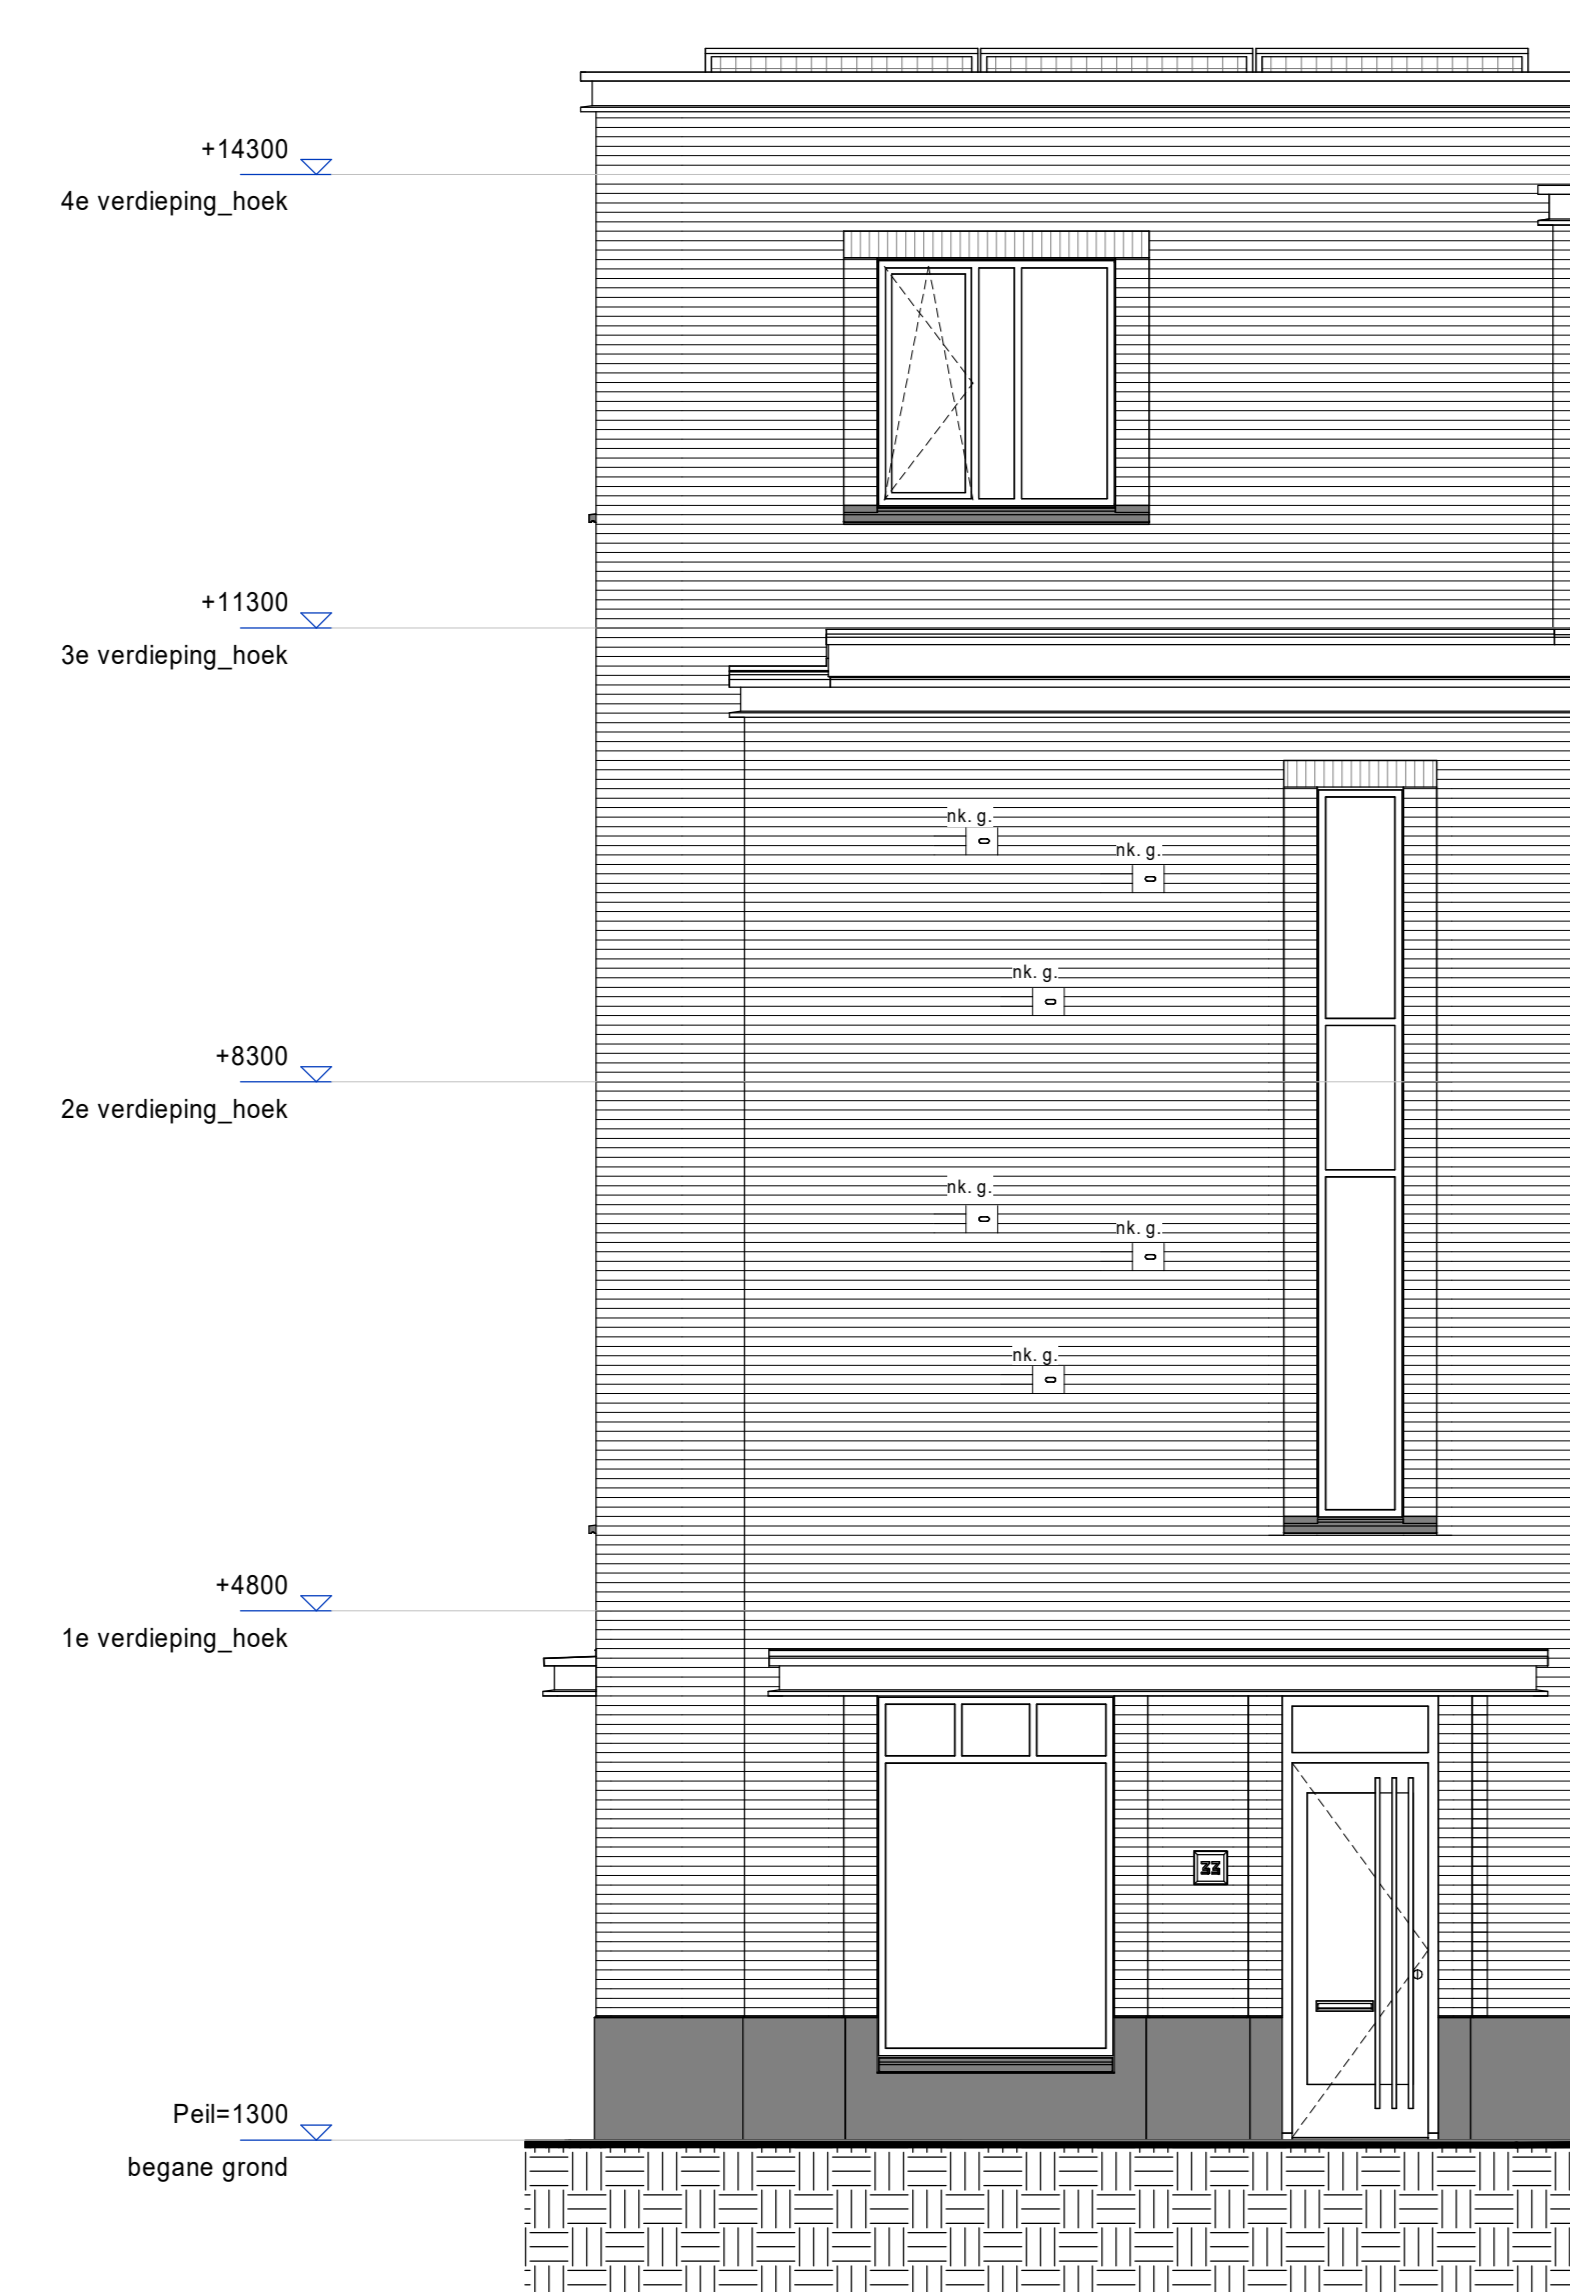 +14300
4e verdieping_hoek
+11300
3e verdieping_hoek
nk. g.
nk. g.
nk. g.
+8300
2e verdieping_hoek
nk. g.
nk. g.
nk. g.
+4800
1e verdieping_hoek
33
Peil=1300
begane grond